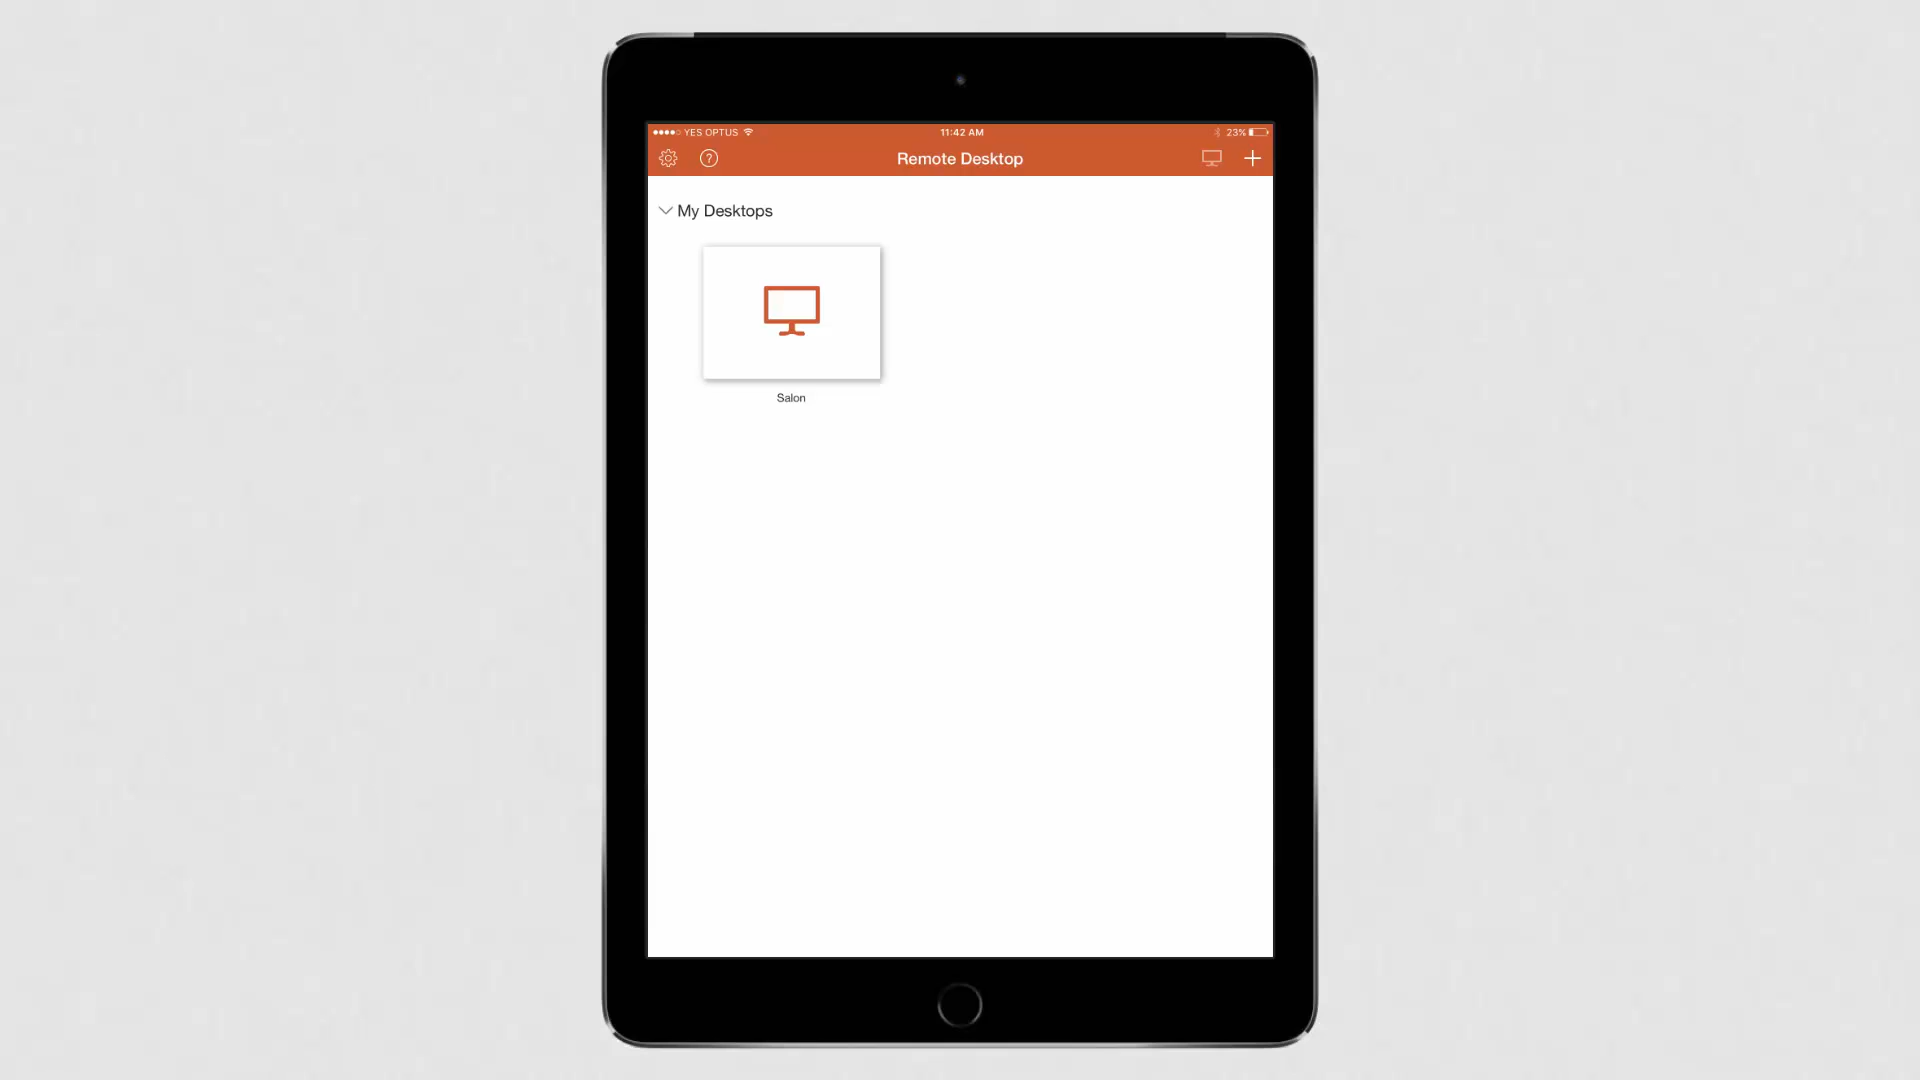 YES OPTUS 11:42 AM 23%
? Remote Desktop +
My Desktops
Salon